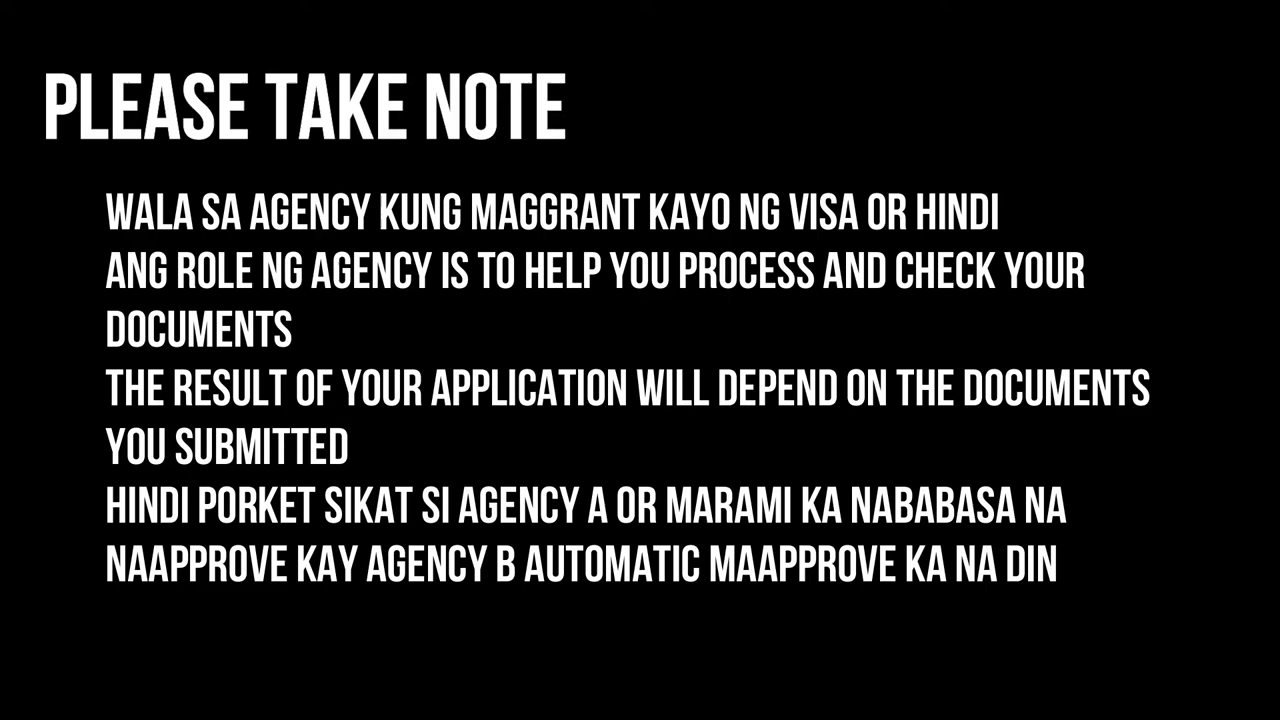 PLEASE TAKE NOTE
WALA SA AGENCY KUNG MAGGRANT KAYO NG VISA OR HINDI
ANG ROLE NG AGENCY IS TO HELP YOU PROCESS AND CHECK YOUR
DOCUMENTS
THE RESULT OF YOUR APPLICATION WILL DEPEND ON THE DOCUMENTS
YOU SUBMITTED
HINDI PORKET SIKAT SI AGENCY A OR MARAMI KA NABABASA NA
NAAPPROVE KAY AGENCY B AUTOMATIC MAAPPROVE KA NA DIN